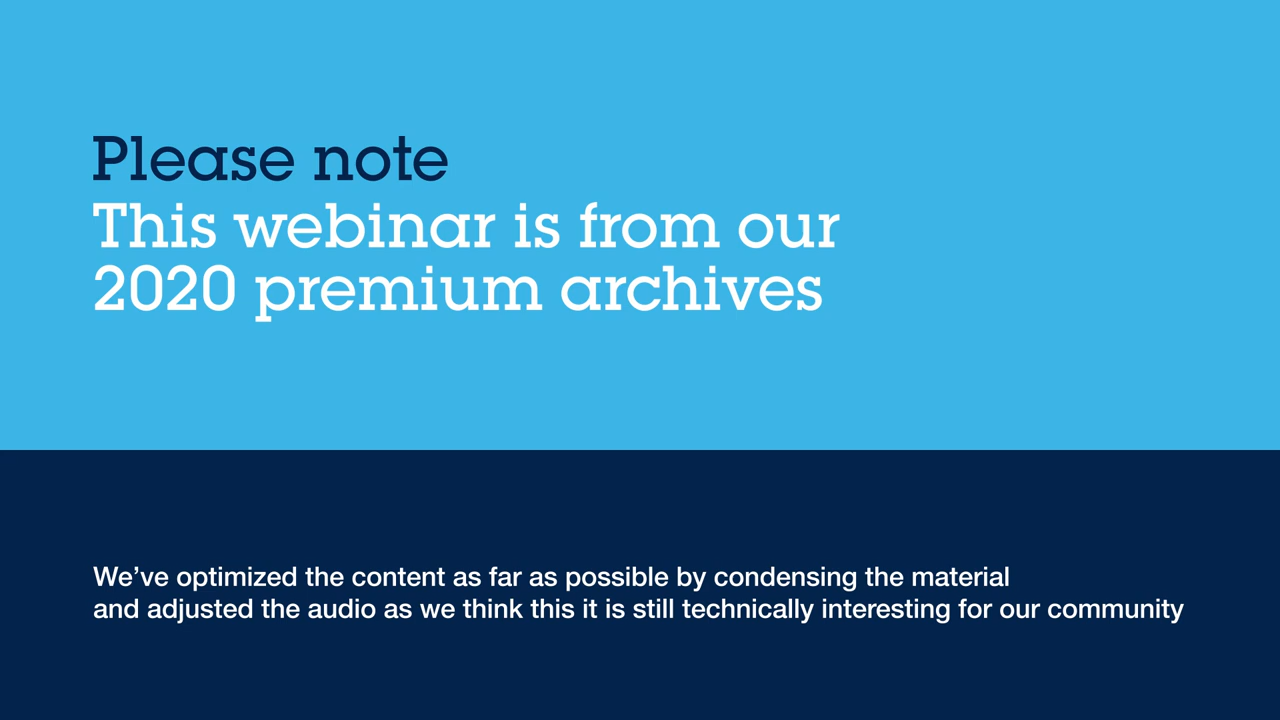 Please note
This webinar is from our
2020 premium archives
We’ve optimized the content as far as possible by condensing the material
and adjusted the audio as we think this it is still technically interesting for our community